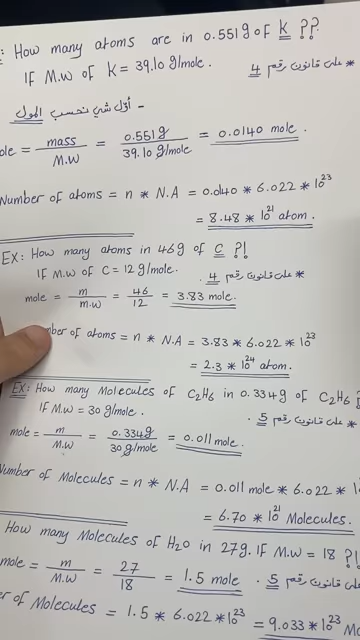 : How many atoms are in 0.551g of K ??
IF M.W of K = 39.10 g/mole. * على قانون رقم 4
- أول شي نحسب المول
ole = mass / M.W = 0.551g / 39.10 g/mole = 0.0140 mole.
Number of atoms = n * N.A = 0.0140 * 6.022 * 10^23
= 8.48 * 10^21 atom.
EX: How many atoms in 46g of C ?!
IF M.W of C = 12 g/mole. * على قانون رقم 4
mole = m / M.W = 46 / 12 = 3.83 mole.
ber of atoms = n * N.A = 3.83 * 6.022 * 10^23
= 2.3 * 10^24 atom.
EX: How many Molecules of C2H6 in 0.334g of C2H6 ?
IF M.W = 30 g/mole. * على قانون رقم 5
mole = m / M.W = 0.334g / 30 g/mole = 0.011 mole.
Number of Molecules = n * N.A = 0.011 mole * 6.022 * 1
= 6.70 * 10^21 Molecules.
How many Molecules of H2O in 27g. IF M.W = 18 ?!
mole = m / M.W = 27 / 18 = 1.5 mole. * على قانون رقم 5
er of Molecules = 1.5 * 6.022 * 10^23 = 9.033 * 10^23 M